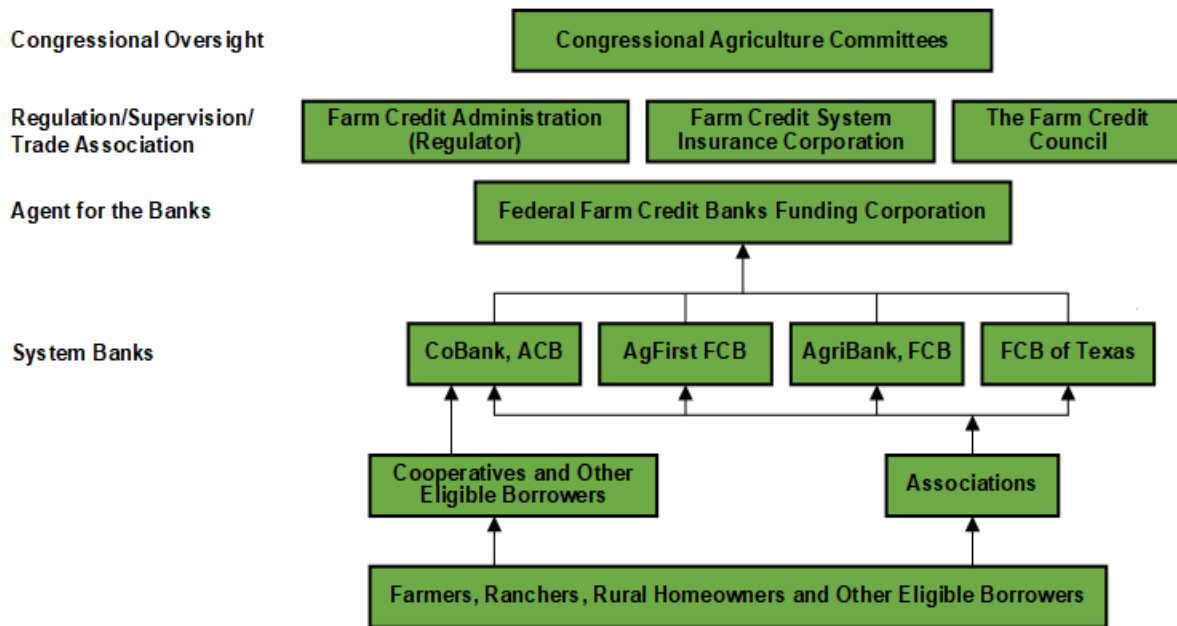 Congressional Oversight
Congressional Agriculture Committees
Regulation/Supervision/
Trade Association
Farm Credit Administration
(Regulator)
Farm Credit System
Insurance Corporation
The Farm Credit
Council
Agent for the Banks
Federal Farm Credit Banks Funding Corporation
System Banks
CoBank, ACB
AgFirst FCB
AgriBank, FCB
FCB of Texas
Cooperatives and Other
Eligible Borrowers
Associations
Farmers, Ranchers, Rural Homeowners and Other Eligible Borrowers